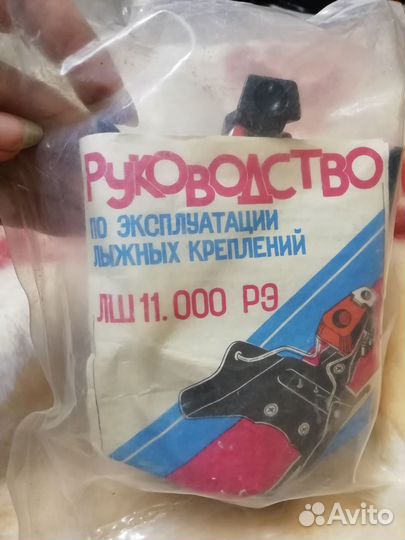 РУКОВОДСТВО
ПО ЭКСПЛУАТАЦИИ
ЛЫЖНЫХ КРЕПЛЕНИЙ
ЛШ 11.000 РЭ
Avito